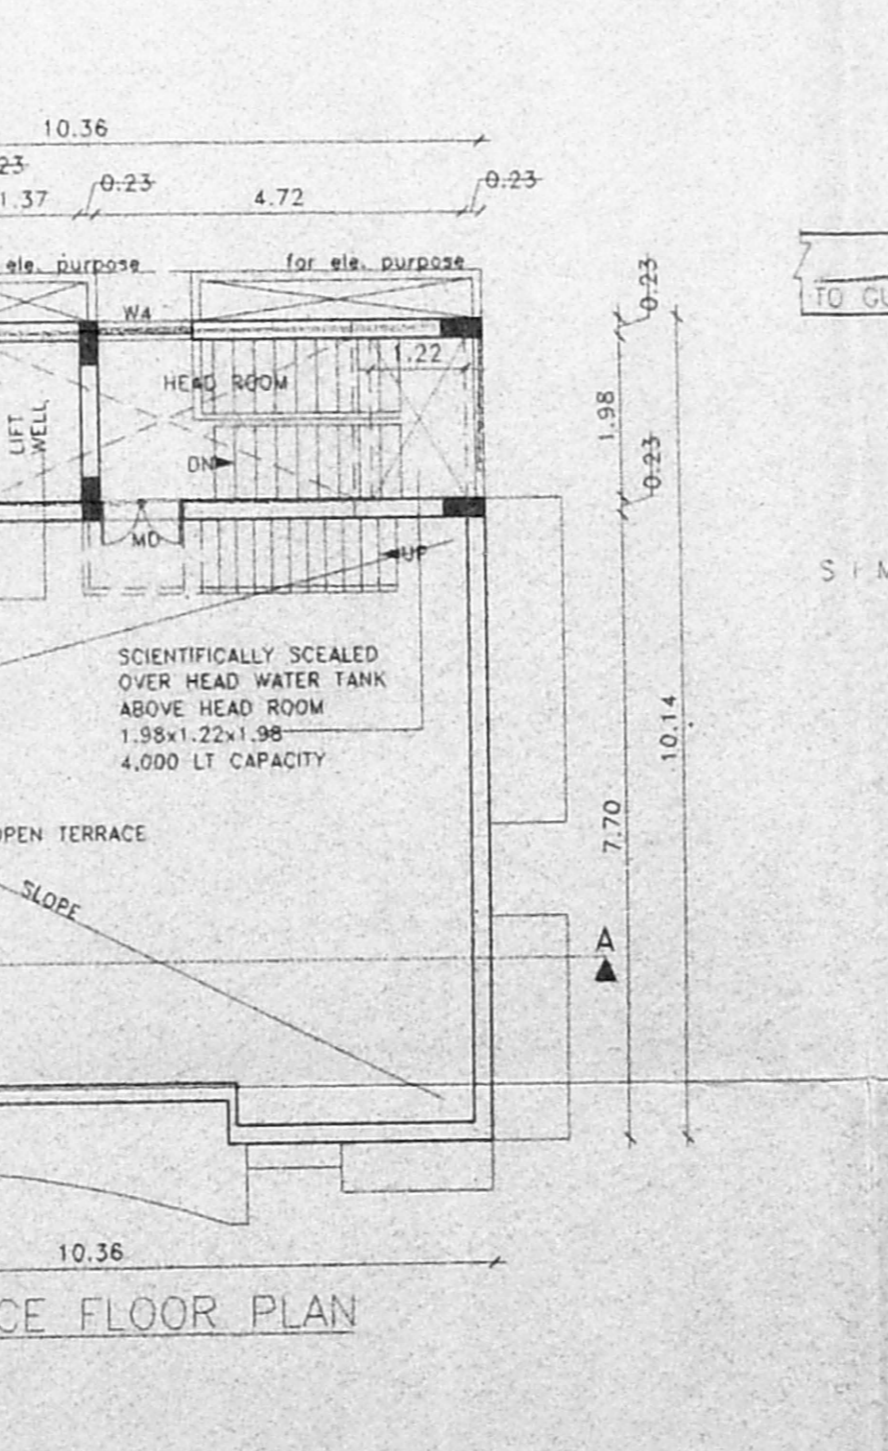 10.36
23
0.23
0.23
1.37
4.72
ele. purpose
for ele. purpose
0.23
TO GU
W4
1.22
HEAD ROOM
1.98
LIFT
WELL
DN
0.23
MD
UP
S I M
SCIENTIFICALLY SCEALED
OVER HEAD WATER TANK
ABOVE HEAD ROOM
1.98x1.22x1.98
4,000 LT CAPACITY
10.14
7.70
OPEN TERRACE
SLOPE
A
10.36
CE FLOOR PLAN